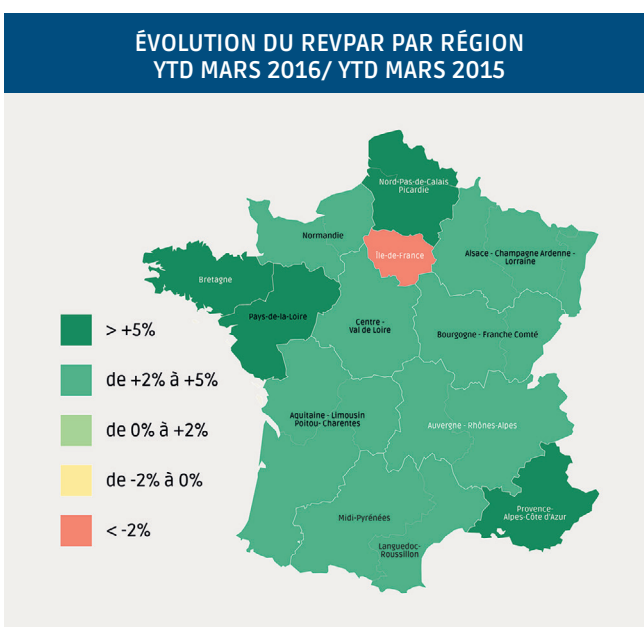 ÉVOLUTION DU REVPAR PAR RÉGION
YTD MARS 2016/ YTD MARS 2015
Nord-Pas-de-Calais
Picardie
Normandie
Île-de-France
Alsace - Champagne Ardenne -
Lorraine
Bretagne
Pays-de-la-Loire
Centre -
Val de Loire
Bourgogne - Franche Comté
Aquitaine - Limousin
Poitou- Charentes
Auvergne - Rhônes-Alpes
Provence-
Alpes-Côte d'Azur
Midi-Pyrénées
Languedoc-
Roussillon
> +5%
de +2% à +5%
de 0% à +2%
de -2% à 0%
< -2%